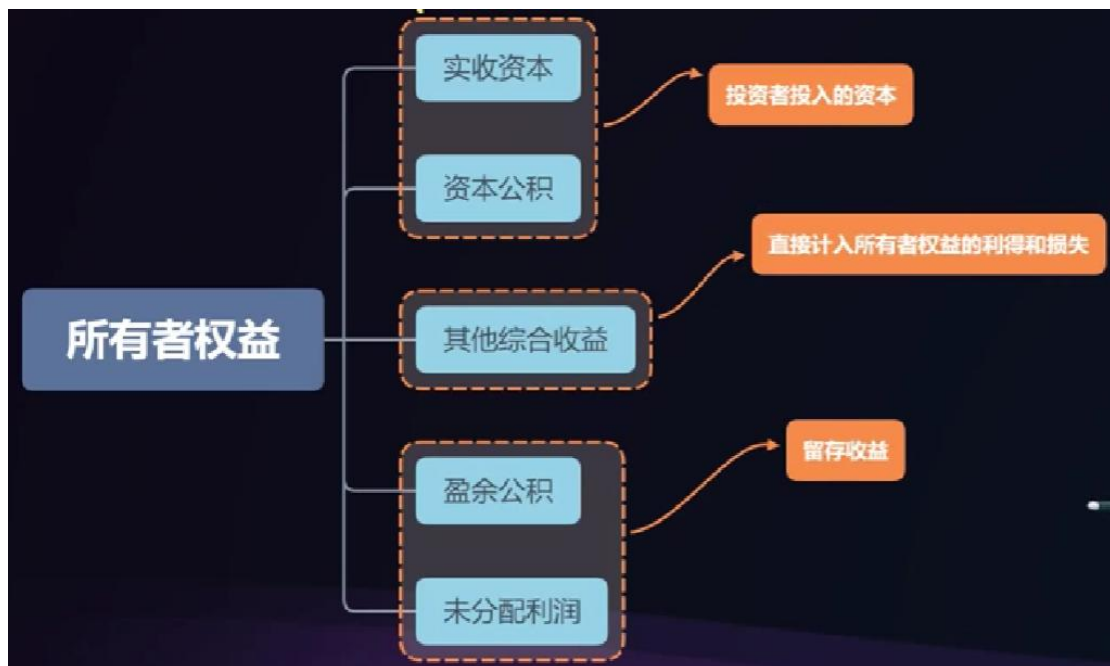 实收资本
投资者投入的资本
资本公积
直接计入所有者权益的利得和损失
所有者权益
其他综合收益
留存收益
盈余公积
未分配利润